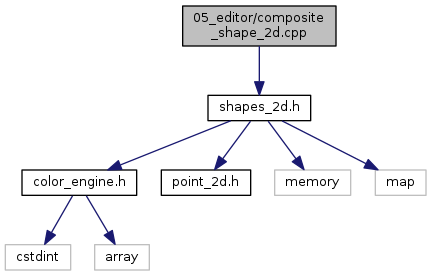 05_editor/composite
_shape_2d.cpp
shapes_2d.h
color_engine.h
point_2d.h
memory
map
cstdint
array